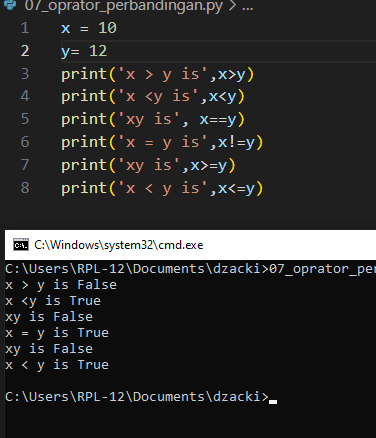 07_oprator_perbandingan.py > ...
1 x = 10
2 y= 12
3 print('x > y is',x>y)
4 print('x <y is',x<y)
5 print('xy is', x==y)
6 print('x = y is',x!=y)
7 print('xy is',x>=y)
8 print('x < y is',x<=y)
C:\Windows\system32\cmd.exe
C:\Users\RPL-12\Documents\dzacki>07_oprator_per
x > y is False
x <y is True
xy is False
x = y is True
xy is False
x < y is True
C:\Users\RPL-12\Documents\dzacki>